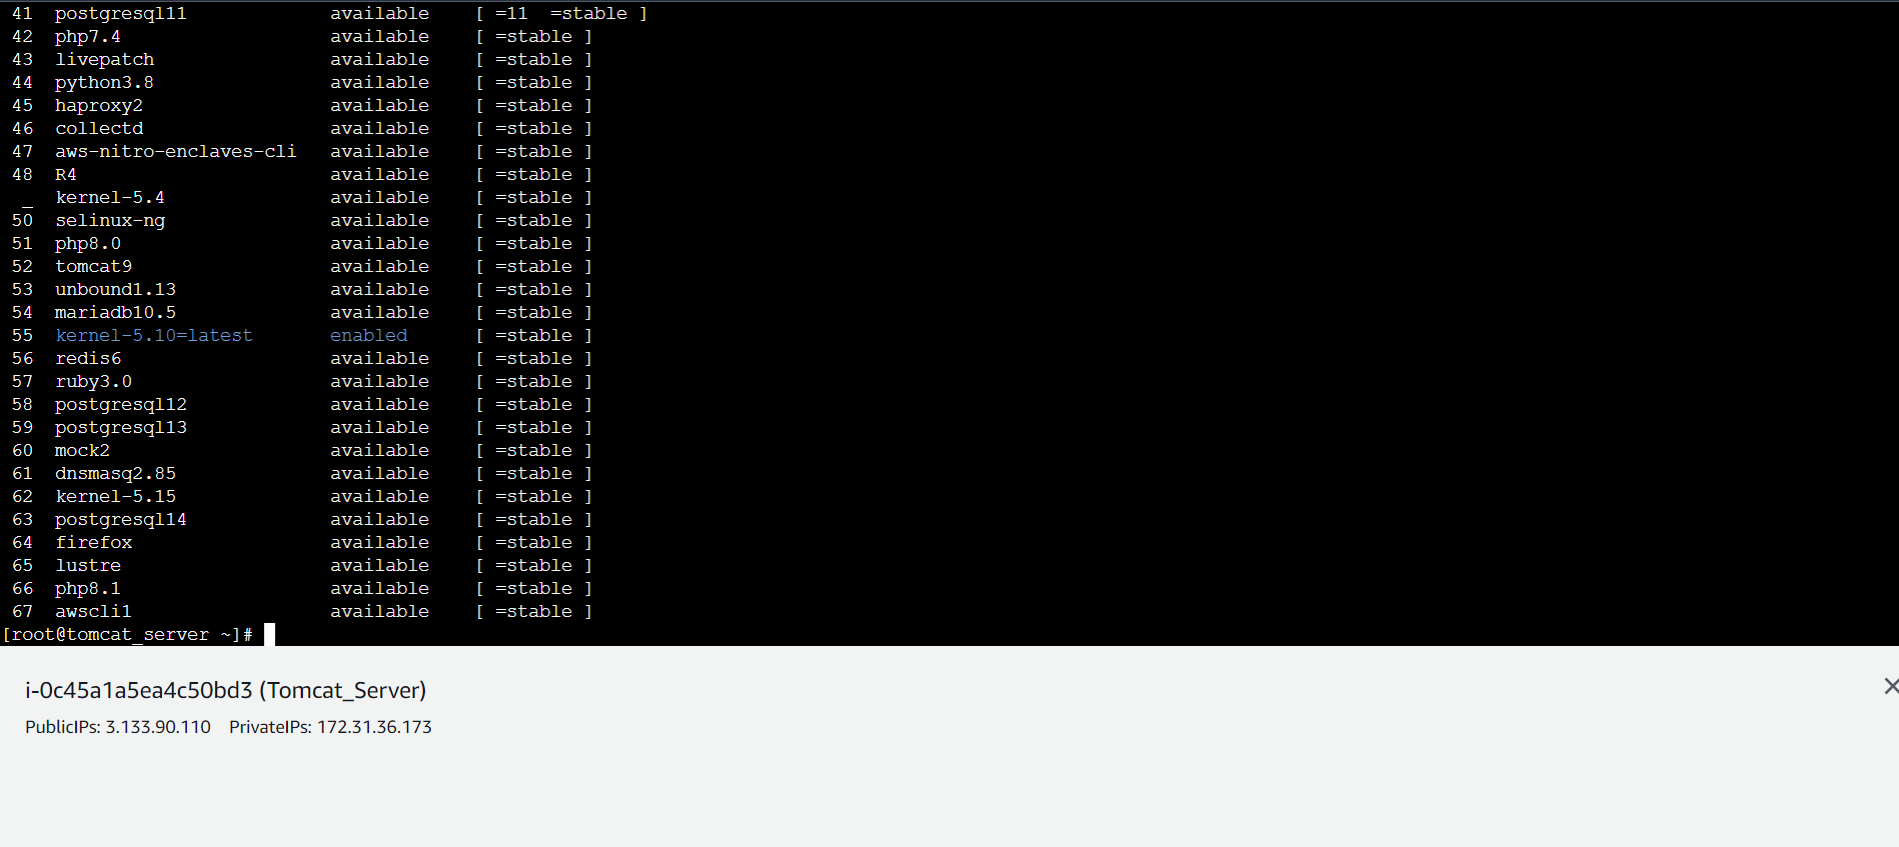 41 postgresql11 available [ =11 =stable ]
42 php7.4 available [ =stable ]
43 livepatch available [ =stable ]
44 python3.8 available [ =stable ]
45 haproxy2 available [ =stable ]
46 collectd available [ =stable ]
47 aws-nitro-enclaves-cli available [ =stable ]
48 R4 available [ =stable ]
_ kernel-5.4 available [ =stable ]
50 selinux-ng available [ =stable ]
51 php8.0 available [ =stable ]
52 tomcat9 available [ =stable ]
53 unbound1.13 available [ =stable ]
54 mariadb10.5 available [ =stable ]
55 kernel-5.10=latest enabled [ =stable ]
56 redis6 available [ =stable ]
57 ruby3.0 available [ =stable ]
58 postgresql12 available [ =stable ]
59 postgresql13 available [ =stable ]
60 mock2 available [ =stable ]
61 dnsmasq2.85 available [ =stable ]
62 kernel-5.15 available [ =stable ]
63 postgresql14 available [ =stable ]
64 firefox available [ =stable ]
65 lustre available [ =stable ]
66 php8.1 available [ =stable ]
67 awscli1 available [ =stable ]
[root@tomcat_server ~]#
i-0c45a1a5ea4c50bd3 (Tomcat_Server)
PublicIPs: 3.133.90.110 PrivateIPs: 172.31.36.173